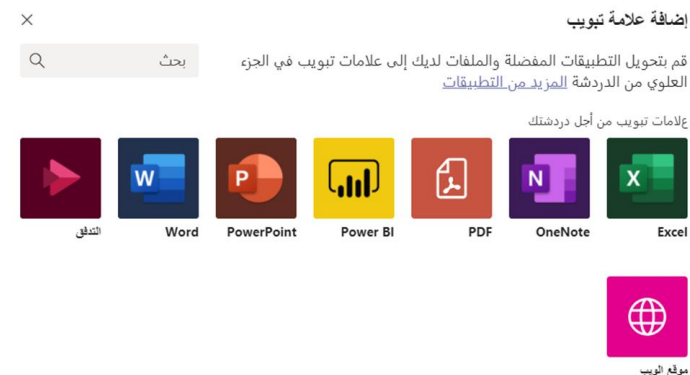 إضافة علامة تبويب
قم بتحويل التطبيقات المفضلة والملفات لديك إلى علامات تبويب في الجزء
العلوي من الدردشة المزيد من التطبيقات
بحث
علامات تبويب من أجل دردشتك
Excel
OneNote
PDF
Power BI
PowerPoint
Word
التدفق
موقع الويب